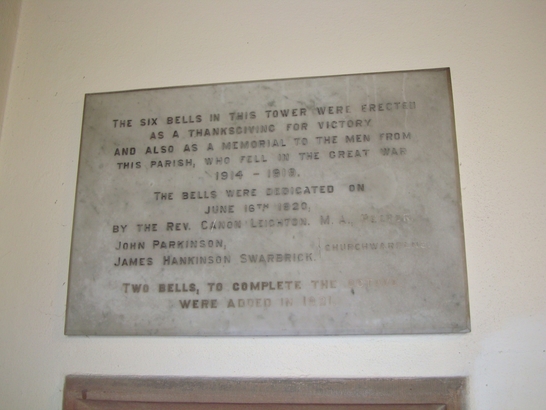 THE SIX BELLS IN THIS TOWER WERE ERECTED
AS A THANKSGIVING FOR VICTORY
AND ALSO AS A MEMORIAL TO THE MEN FROM
THIS PARISH, WHO FELL IN THE GREAT WAR
1914 – 1918.
THE BELLS WERE DEDICATED ON
JUNE 16TH 1920,
BY THE REV. CANON LEIGHTON. M.A.
JOHN PARKINSON,
JAMES HANKINSON SWARBRICK. CHURCHWARDENS
TWO BELLS, TO COMPLETE THE
WERE ADDED IN